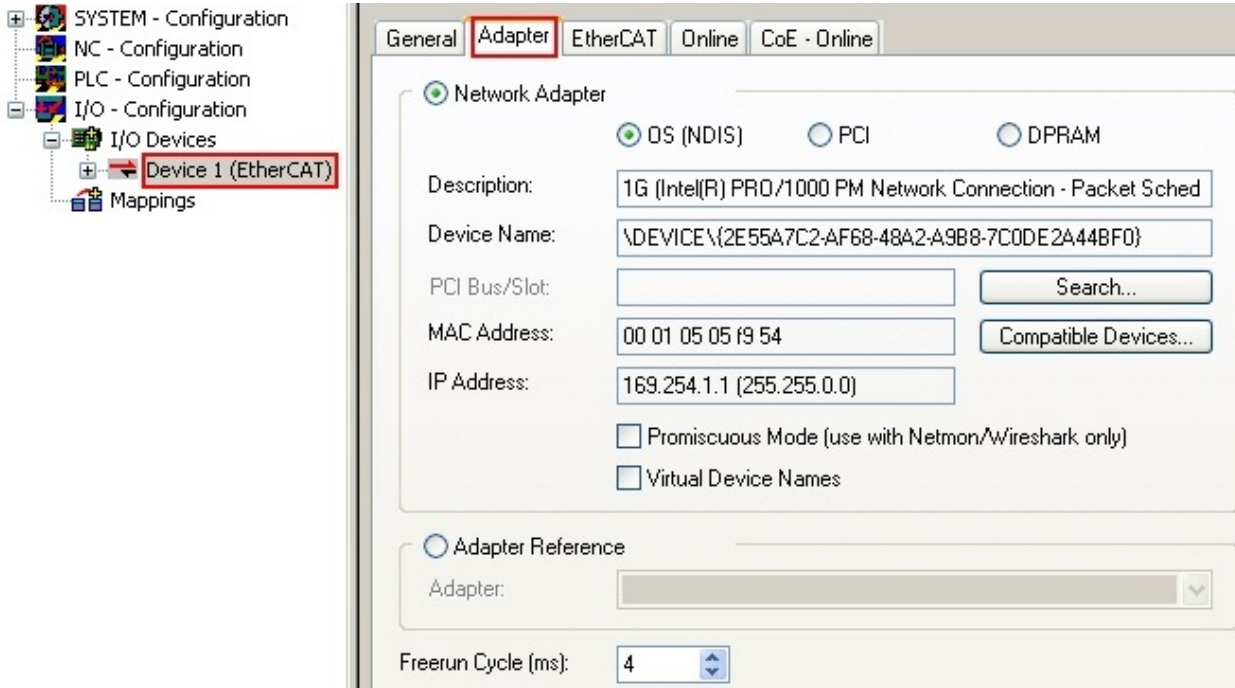 SYSTEM - Configuration
NC - Configuration
PLC - Configuration
I/O - Configuration
I/O Devices
Device 1 (EtherCAT)
Mappings
General Adapter EtherCAT Online CoE - Online
Network Adapter
OS (NDIS) PCI DPRAM
Description: 1G (Intel(R) PRO/1000 PM Network Connection - Packet Sched
Device Name: \DEVICE\{2E55A7C2-AF68-48A2-A9B8-7C0DE2A44BF0}
PCI Bus/Slot: Search...
MAC Address: 00 01 05 05 f9 54 Compatible Devices...
IP Address: 169.254.1.1 (255.255.0.0)
Promiscuous Mode (use with Netmon/Wireshark only)
Virtual Device Names
Adapter Reference
Adapter:
Freerun Cycle (ms): 4